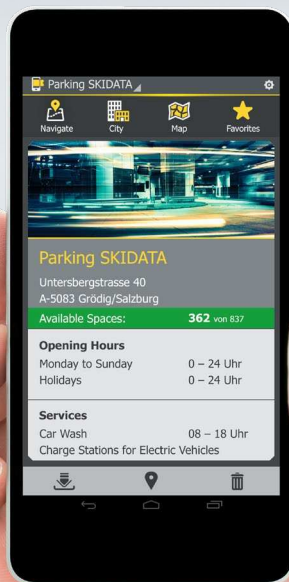 Parking SKIDATA
Navigate City Map Favorites
Parking SKIDATA
Untersbergstrasse 40
A-5083 Grödig/Salzburg
Available Spaces: 362 von 837
Opening Hours
Monday to Sunday 0 – 24 Uhr
Holidays 0 – 24 Uhr
Services
Car Wash 08 – 18 Uhr
Charge Stations for Electric Vehicles